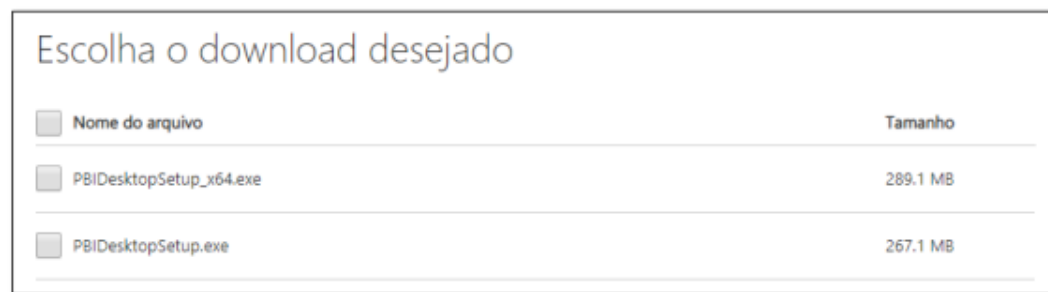 Escolha o download desejado
Nome do arquivo Tamanho
PBIDesktopSetup_x64.exe 289.1 MB
PBIDesktopSetup.exe 267.1 MB